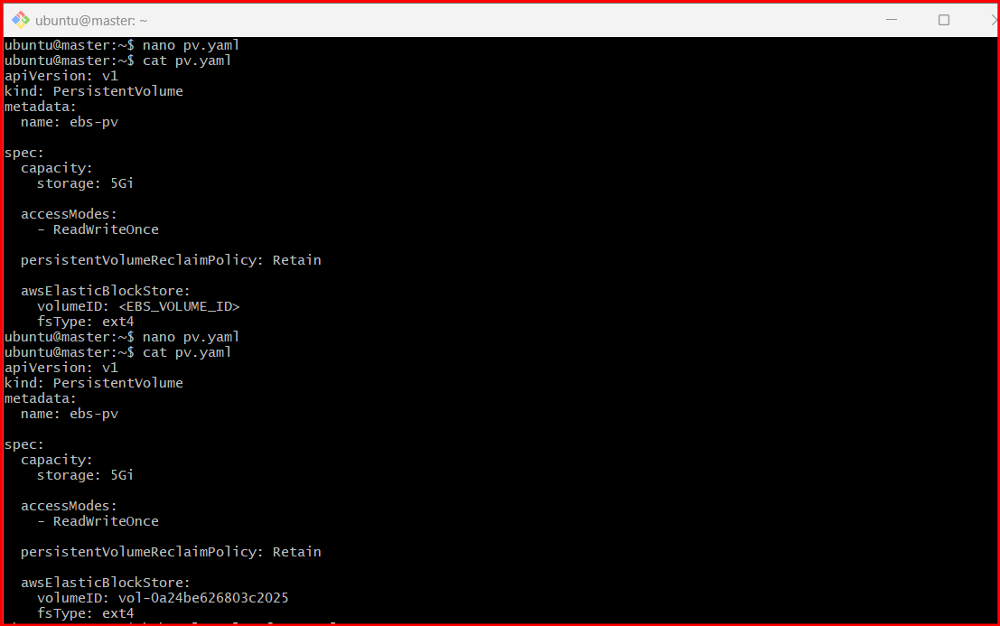 ubuntu@master: ~
ubuntu@master:~$ nano pv.yaml
ubuntu@master:~$ cat pv.yaml
apiVersion: v1
kind: PersistentVolume
metadata:
  name: ebs-pv
spec:
  capacity:
    storage: 5Gi
  accessModes:
    - ReadWriteOnce
  persistentVolumeReclaimPolicy: Retain
  awsElasticBlockStore:
    volumeID: <EBS_VOLUME_ID>
    fsType: ext4
ubuntu@master:~$ nano pv.yaml
ubuntu@master:~$ cat pv.yaml
apiVersion: v1
kind: PersistentVolume
metadata:
  name: ebs-pv
spec:
  capacity:
    storage: 5Gi
  accessModes:
    - ReadWriteOnce
  persistentVolumeReclaimPolicy: Retain
  awsElasticBlockStore:
    volumeID: vol-0a24be626803c2025
    fsType: ext4